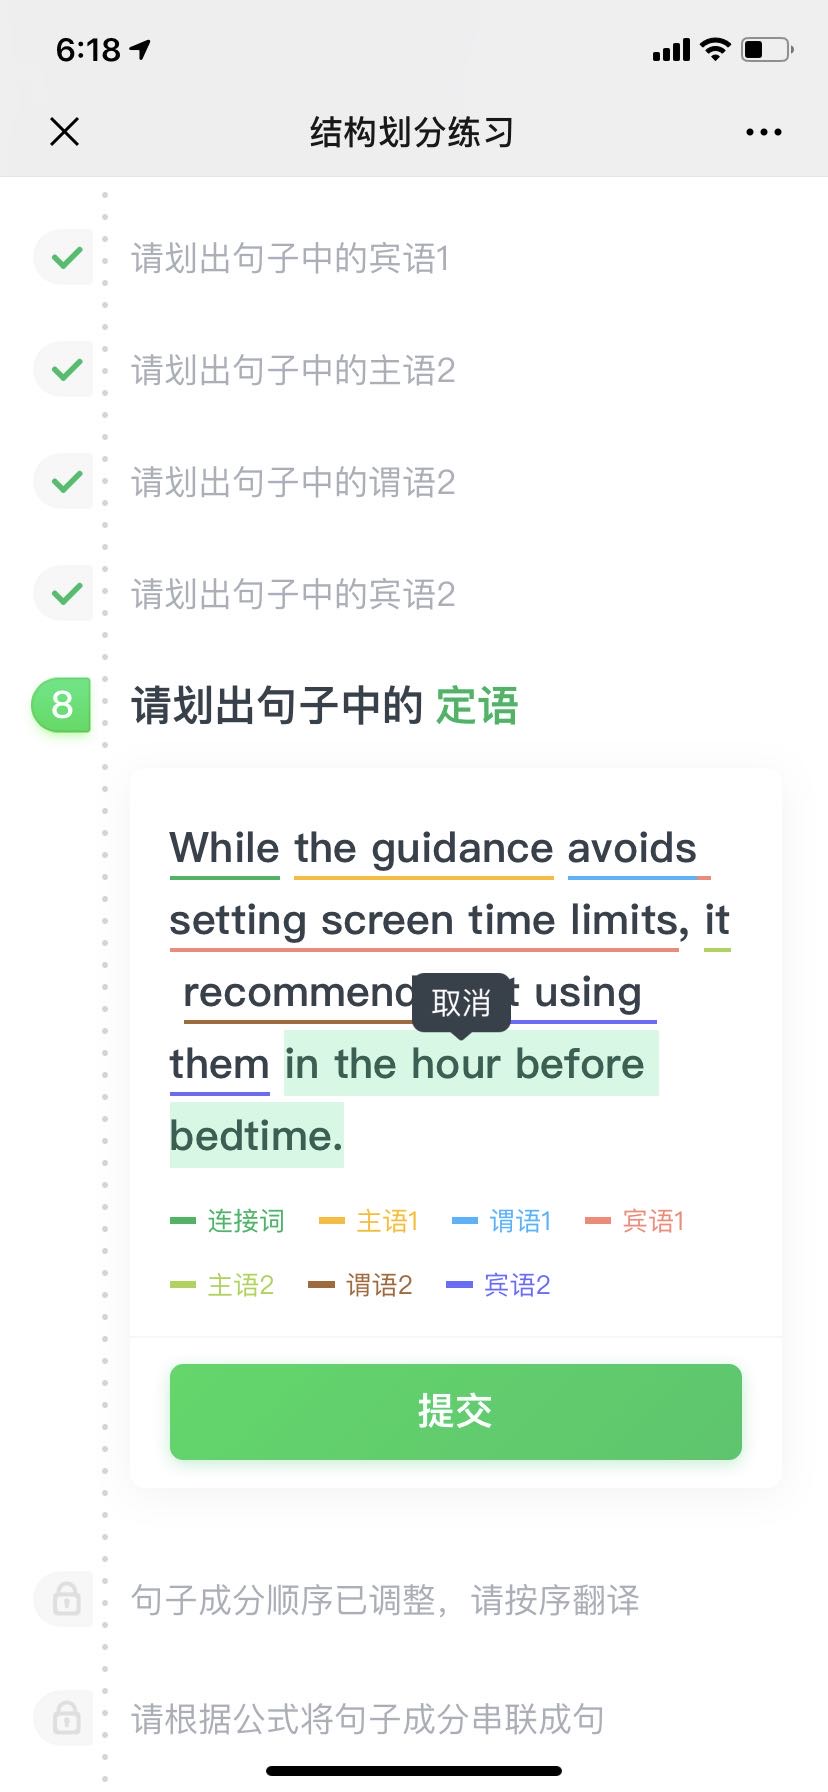 6:18
结构划分练习
请划出句子中的宾语1
请划出句子中的主语2
请划出句子中的谓语2
请划出句子中的宾语2
8 请划出句子中的 定语
While the guidance avoids
setting screen time limits, it
recommend 取消 t using
them in the hour before
bedtime.
连接词 主语1 谓语1 宾语1
主语2 谓语2 宾语2
提交
句子成分顺序已调整，请按序翻译
请根据公式将句子成分串联成句